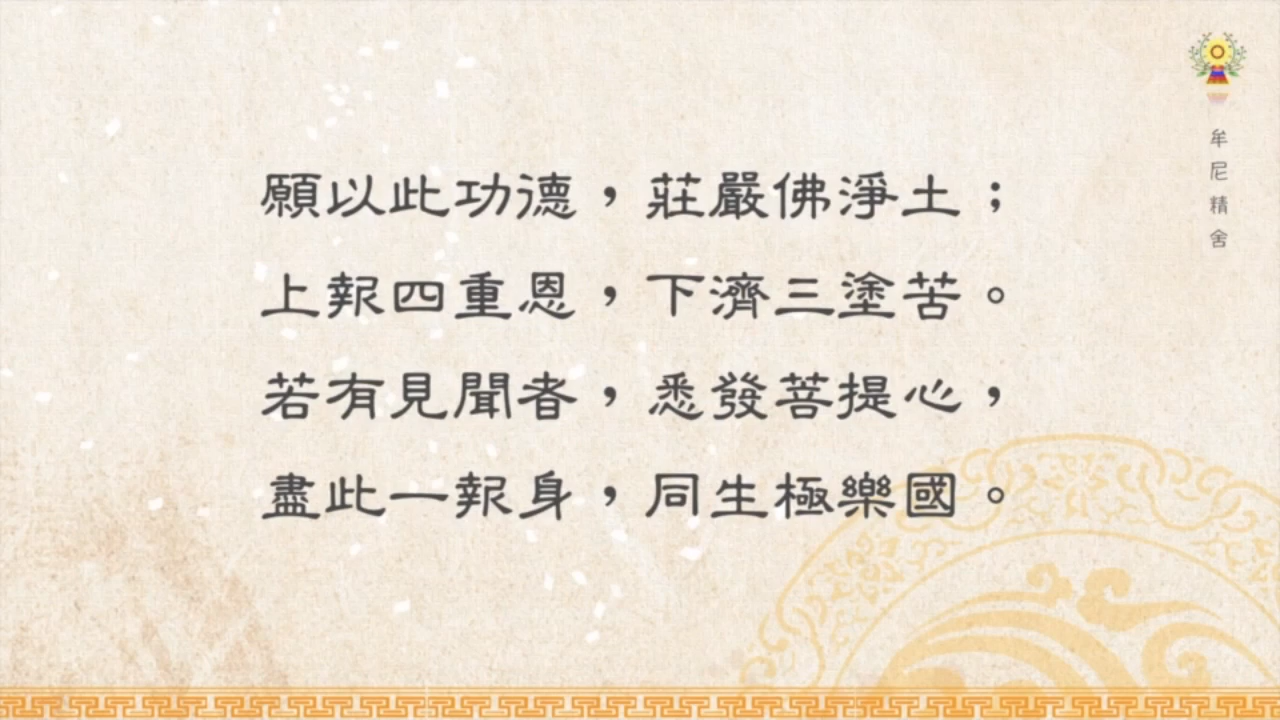 願以此功德，莊嚴佛淨土；
上報四重恩，下濟三塗苦。
若有見聞者，悉發菩提心，
盡此一報身，同生極樂國。
牟尼精舍